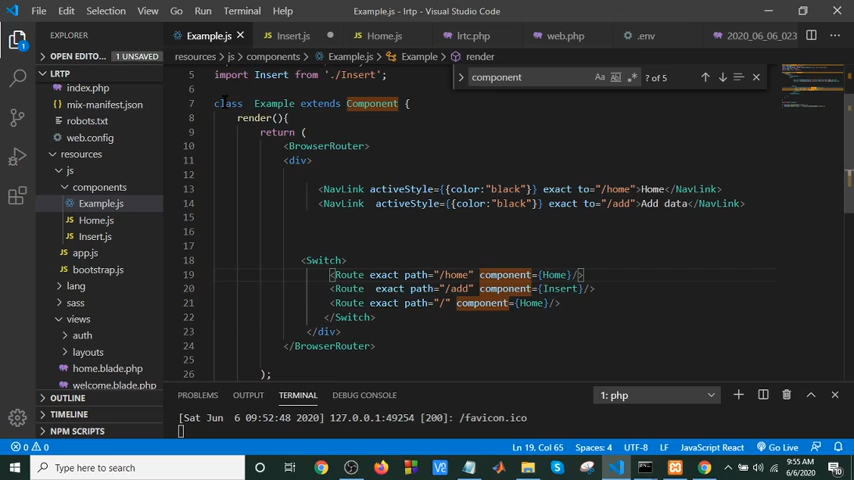 File Edit Selection View Go Run Terminal Help Example.js - lrtp - Visual Studio Code
Example.js Insert.js Home.js lrtc.php web.php .env 2020_06_06_023
EXPLORER: LRTP
OPEN EDITO... 1 UNSAVED
resources > js > components > Example.js > Example > render
LRTP
index.php
mix-manifest.json
robots.txt
web.config
resources
js
components
Example.js
Home.js
Insert.js
app.js
bootstrap.js
lang
sass
views
auth
layouts
home.blade.php
welcome.blade.php
OUTLINE
TIMELINE
NPM SCRIPTS
component Aa Abl .* ? of 5
5 import Insert from './Insert';
6
7 class Example extends Component {
8 render(){
9 return (
10 <BrowserRouter>
11 <div>
12
13 <NavLink activeStyle={{color:"black"}} exact to="/home">Home</NavLink>
14 <NavLink activeStyle={{color:"black"}} exact to="/add">Add data</NavLink>
15
16
17
18 <Switch>
19 <Route exact path="/home" component={Home}/>
20 <Route exact path="/add" component={Insert}/>
21 <Route exact path="/" component={Home}/>
22 </Switch>
23 </div>
24 </BrowserRouter>
25
26 );
PROBLEMS OUTPUT TERMINAL DEBUG CONSOLE 1: php
[Sat Jun 6 09:52:48 2020] 127.0.0.1:49254 [200]: /favicon.ico
0 0 Ln 19, Col 65 Spaces: 4 UTF-8 LF JavaScript React Go Live
Type here to search
9:55 AM
6/6/2020